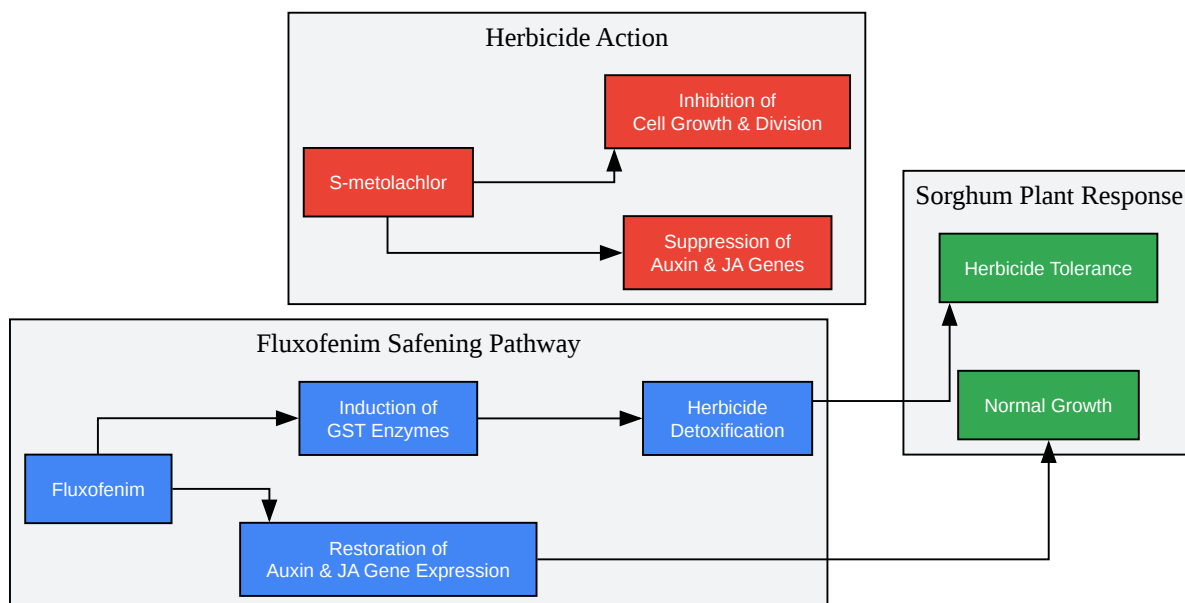 Herbicide Action
Inhibition of
Cell Growth & Division
S-metolachlor
Suppression of
Auxin & JA Genes
Sorghum Plant Response
Herbicide Tolerance
Normal Growth
Fluxofenim Safening Pathway
Induction of
GST Enzymes
Herbicide
Detoxification
Fluxofenim
Restoration of
Auxin & JA Gene Expression